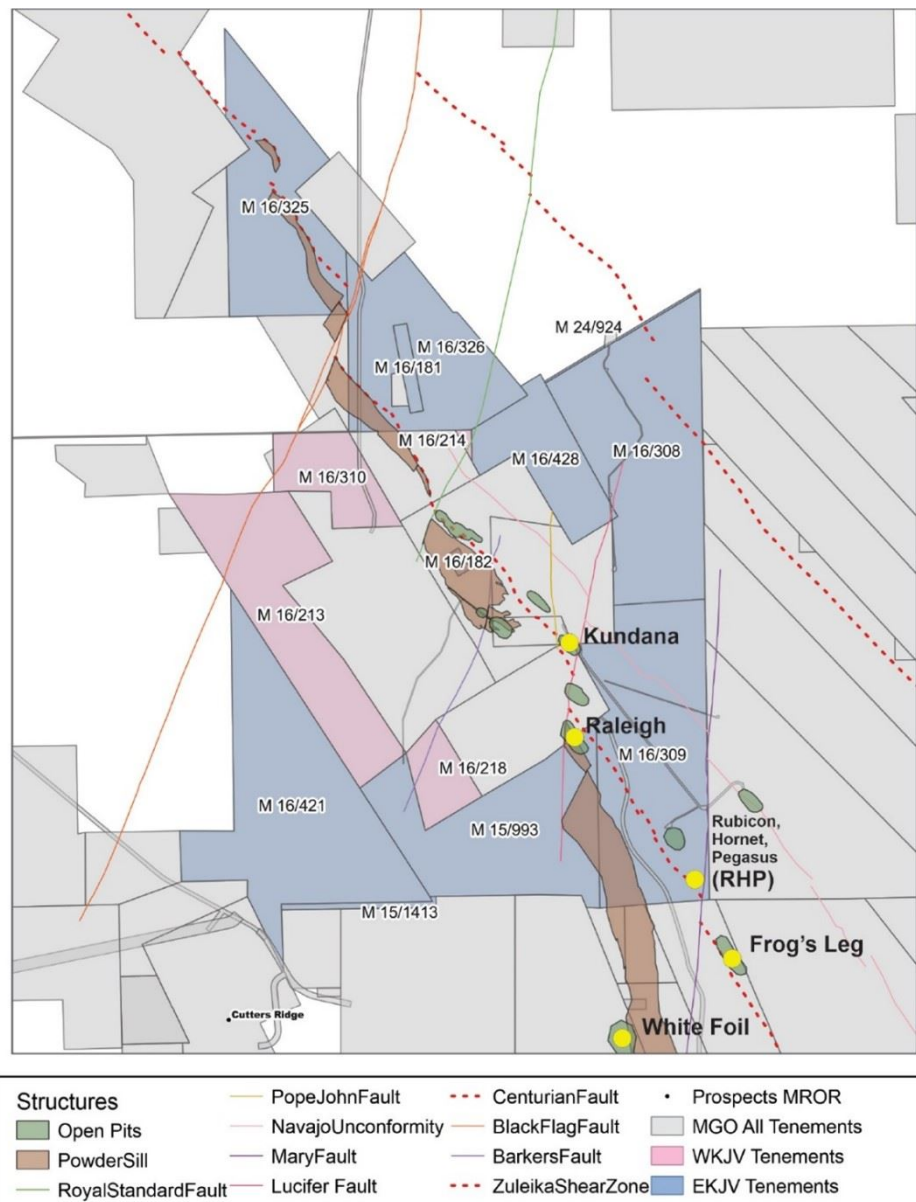 M 16/325
M 24/924
M 16/326
M 16/181
M 16/214
M 16/428
M 16/308
M 16/310
M 16/182
M 16/213
Kundana
Raleigh
M 16/309
M 16/218
M 16/421
M 15/993
Rubicon,
Hornet,
Pegasus
(RHP)
M 15/1413
Frog's Leg
Cutters Ridge
White Foil
Structures
Open Pits
PowderSill
RoyalStandardFault
PopeJohnFault
NavajoUnconformity
MaryFault
Lucifer Fault
CenturianFault
BlackFlagFault
BarkersFault
ZuleikaShearZone
Prospects MROR
MGO All Tenements
WKJV Tenements
EKJV Tenements